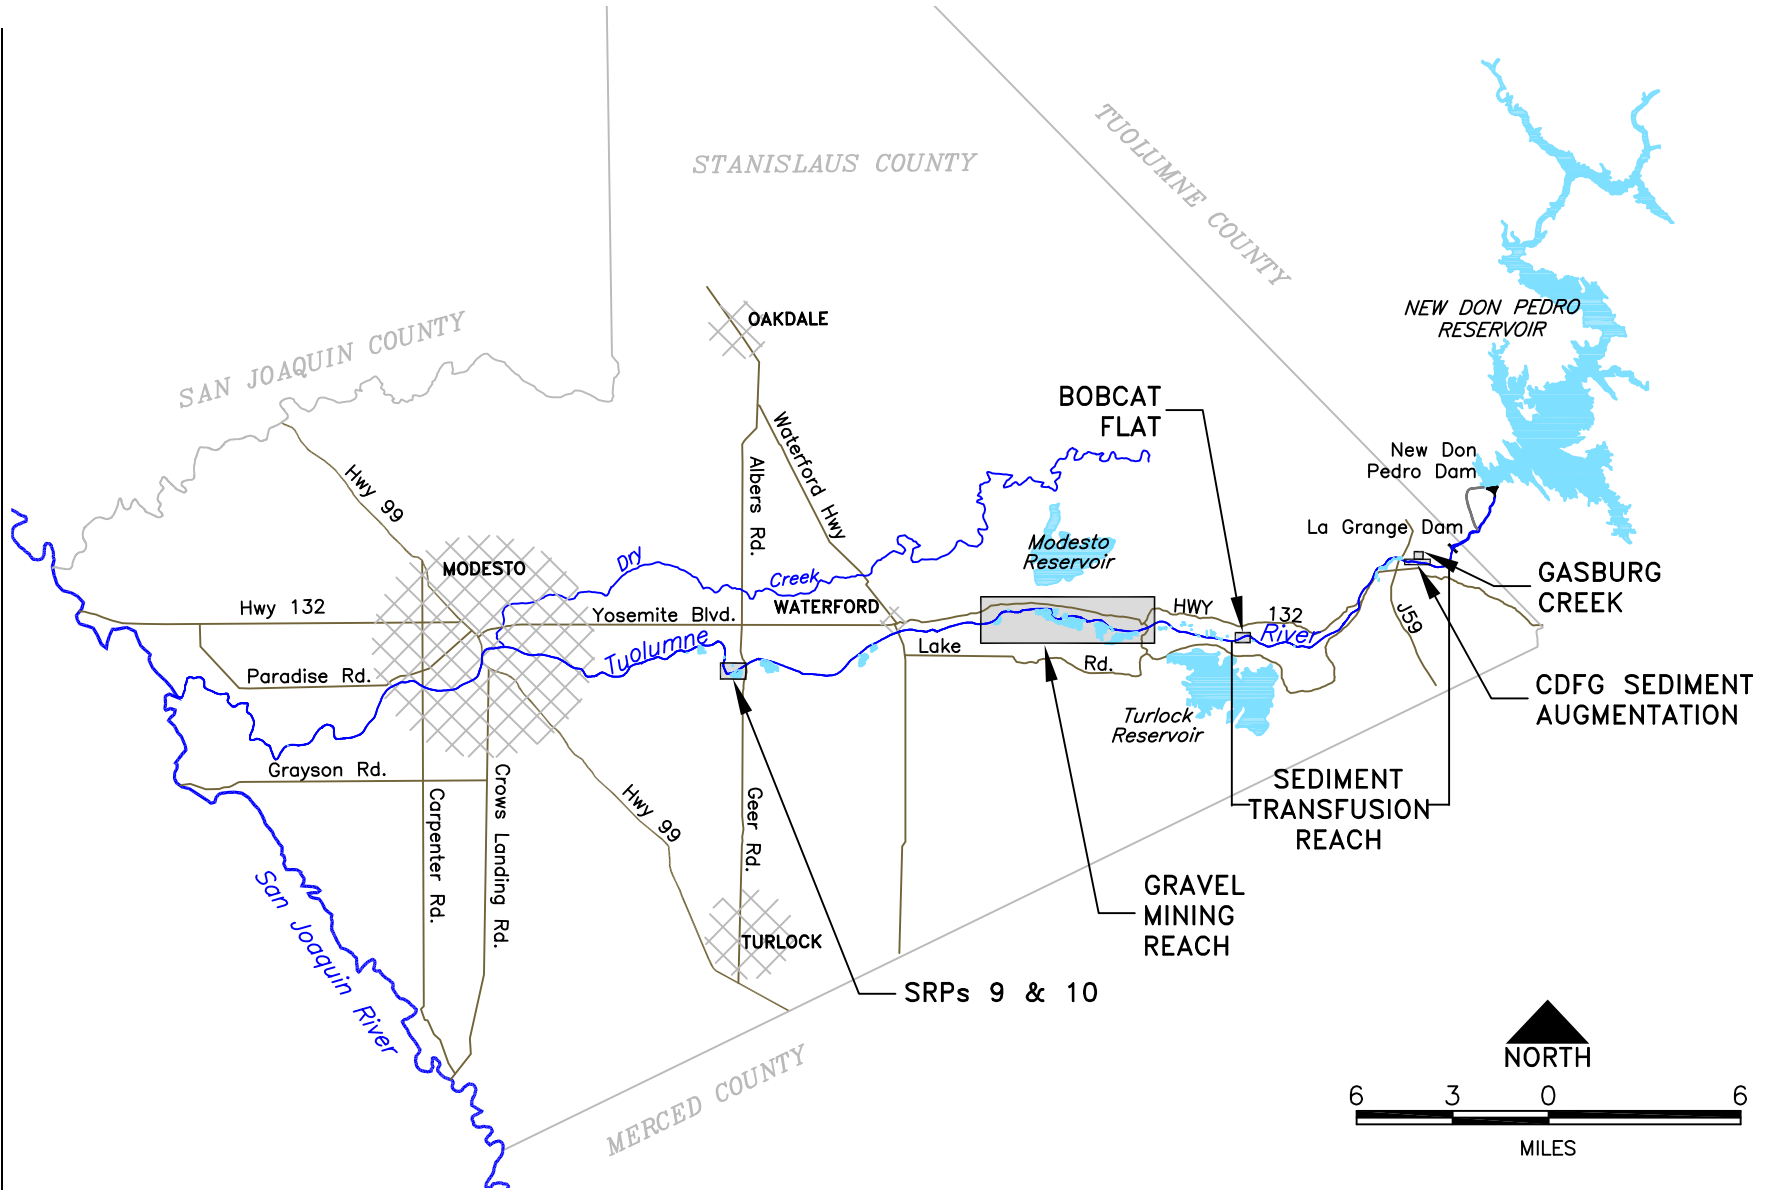 STANISLAUS COUNTY
TUOLUMNE COUNTY
SAN JOAQUIN COUNTY
OAKDALE
NEW DON PEDRO
RESERVOIR
BOBCAT
FLAT
Waterford Hwy
Albers Rd.
New Don
Pedro Dam
Hwy 99
La Grange Dam
Modesto
Reservoir
Dry
Creek
MODESTO
GASBURG
CREEK
WATERFORD
Hwy 132
Yosemite Blvd.
HWY
132
J59
Tuolumne
River
Lake
Rd.
Paradise Rd.
CDFG SEDIMENT
AUGMENTATION
Turlock
Reservoir
Grayson Rd.
SEDIMENT
TRANSFUSION
REACH
Crows Landing Rd.
Carpenter Rd.
Hwy 99
Geer Rd.
San Joaquin River
GRAVEL
MINING
REACH
TURLOCK
SRPs 9 & 10
MERCED COUNTY
NORTH
6 3 0 6
MILES